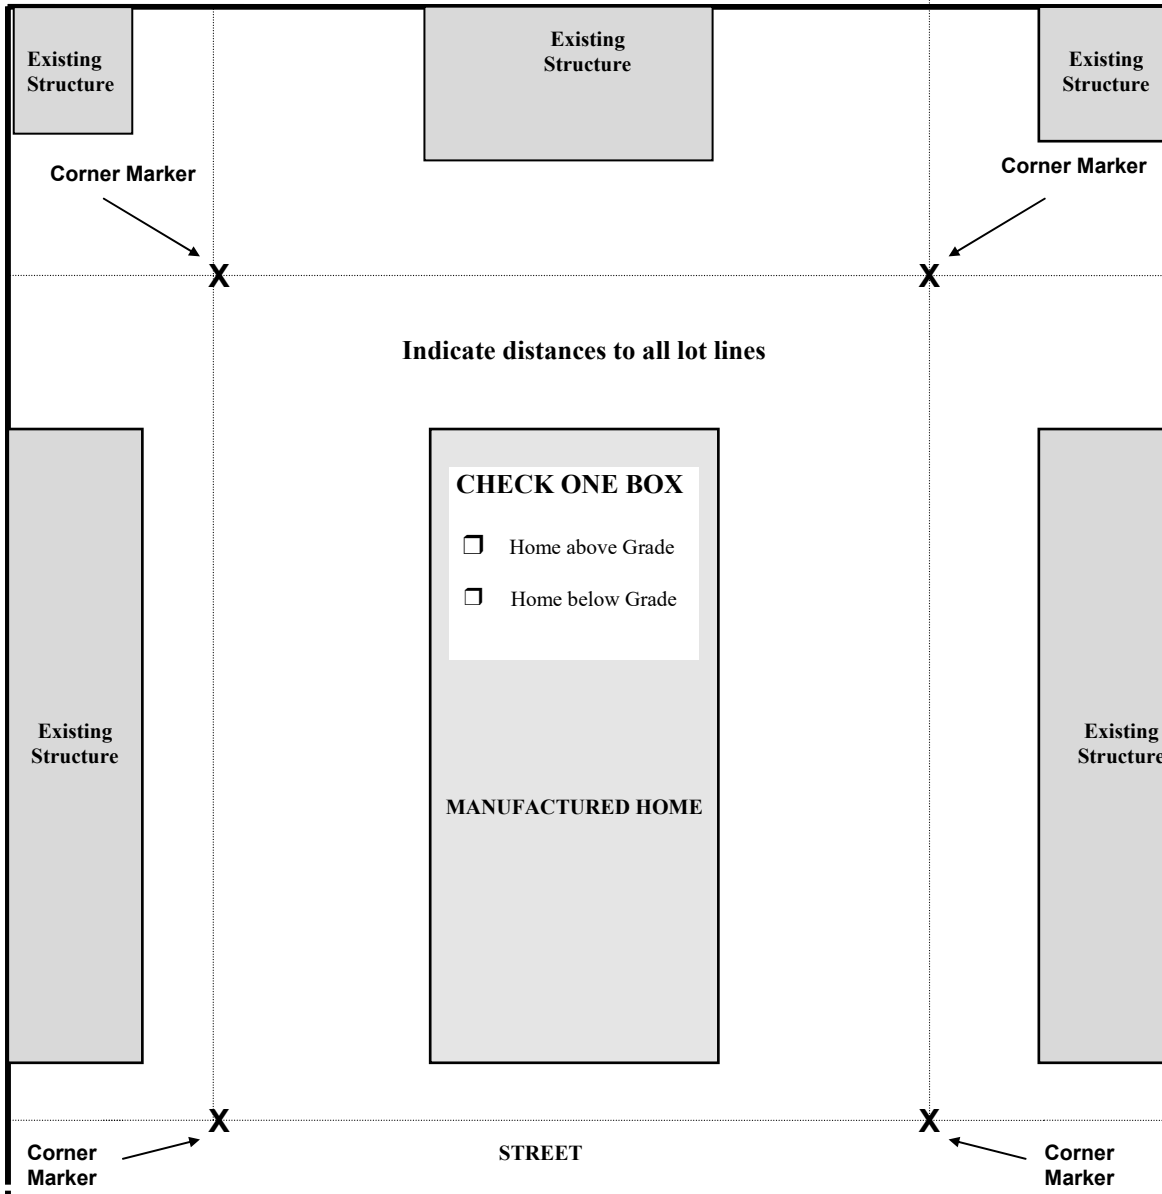 Existing
Structure
Existing
Structure
Existing
Structure
Corner Marker
Corner Marker
X
X
Indicate distances to all lot lines
CHECK ONE BOX
❒ Home above Grade
❒ Home below Grade
Existing
Structure
Existing
Structure
MANUFACTURED HOME
X
X
Corner
Marker
STREET
Corner
Marker